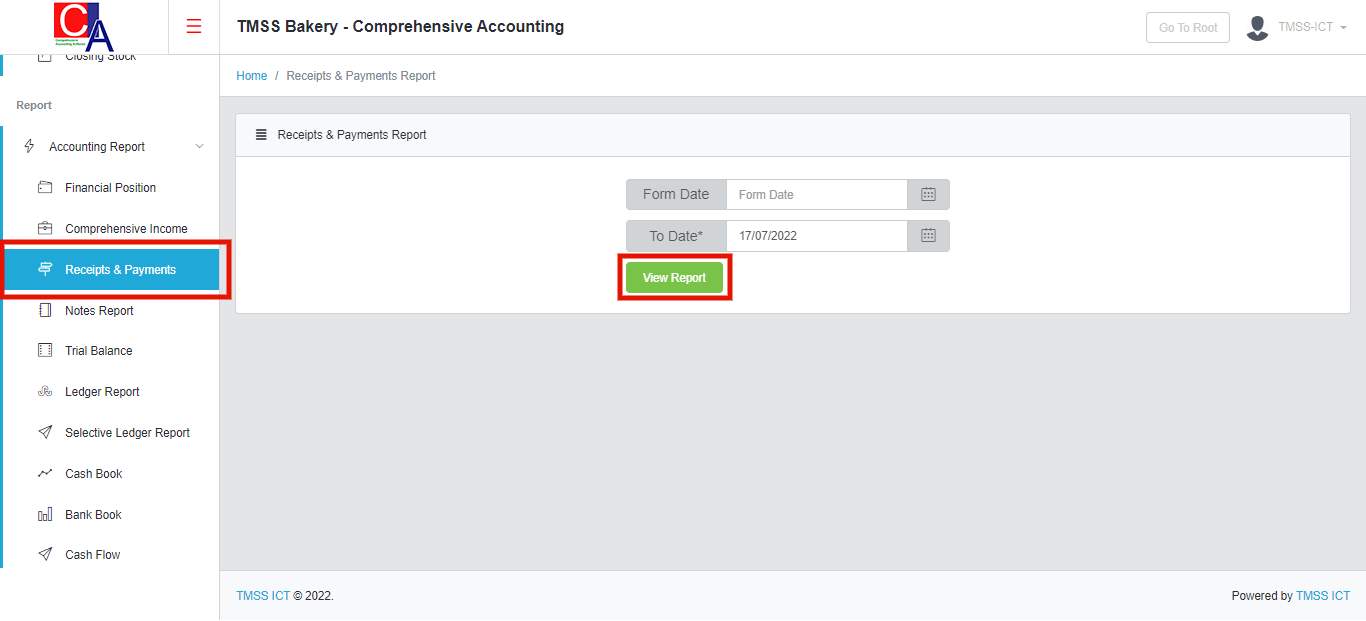 CA
Comprehensive
Accounting Software
TMSS Bakery - Comprehensive Accounting
Go To Root
TMSS-ICT
Closing Stock
Home / Receipts & Payments Report
Report
Accounting Report
Financial Position
Comprehensive Income
Receipts & Payments
Notes Report
Trial Balance
Ledger Report
Selective Ledger Report
Cash Book
Bank Book
Cash Flow
Receipts & Payments Report
Form Date Form Date
To Date* 17/07/2022
View Report
TMSS ICT © 2022.
Powered by TMSS ICT